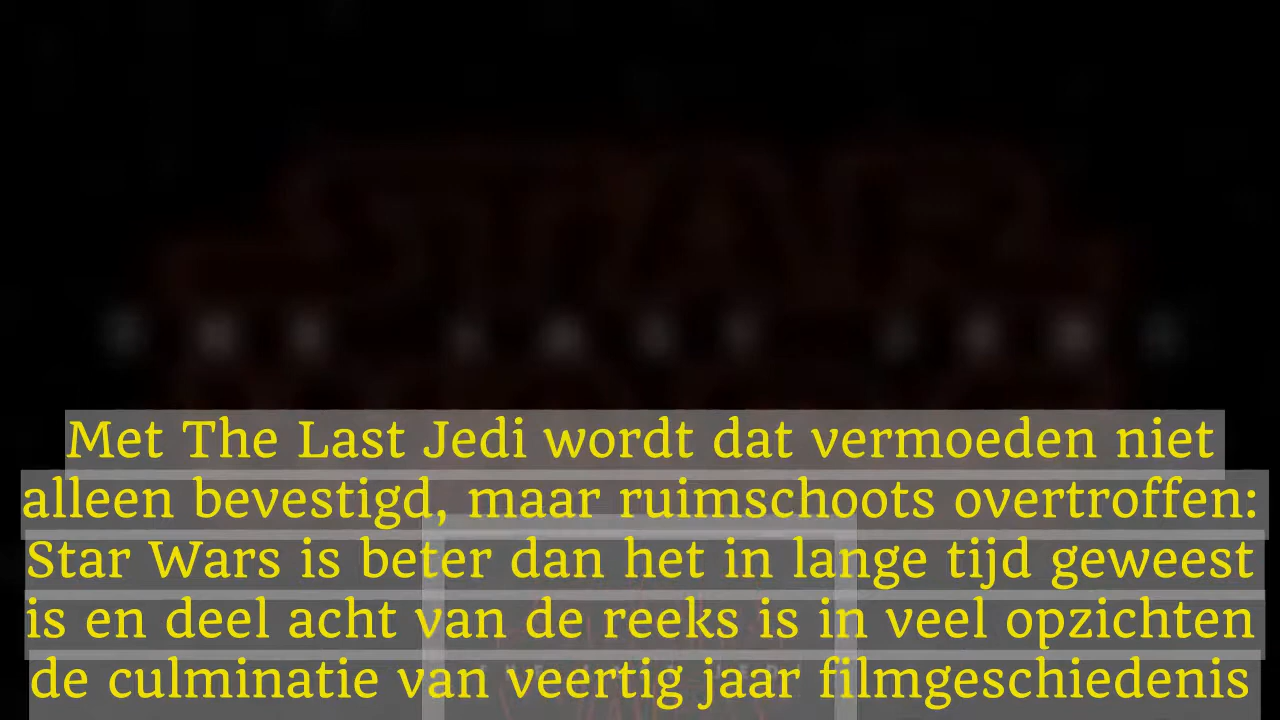 STAR
WARS
Met The Last Jedi wordt dat vermoeden niet
alleen bevestigd, maar ruimschoots overtroffen:
Star Wars is beter dan het in lange tijd geweest
is en deel acht van de reeks is in veel opzichten
de culminatie van veertig jaar filmgeschiedenis